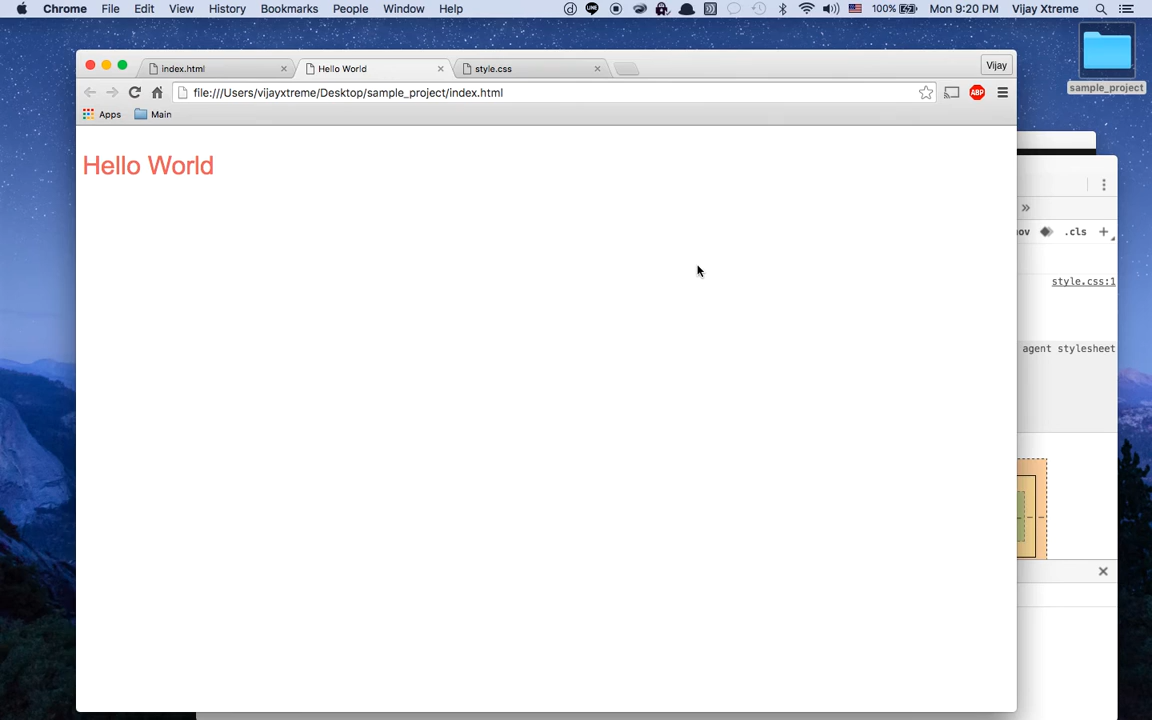 Chrome File Edit View History Bookmarks People Window Help 100% Mon 9:20 PM Vijay Xtreme
index.html Hello World style.css Vijay
file:///Users/vijayxtreme/Desktop/sample_project/index.html ABP
sample_project
Apps Main
Hello World
.cls +
style.css:1
agent stylesheet